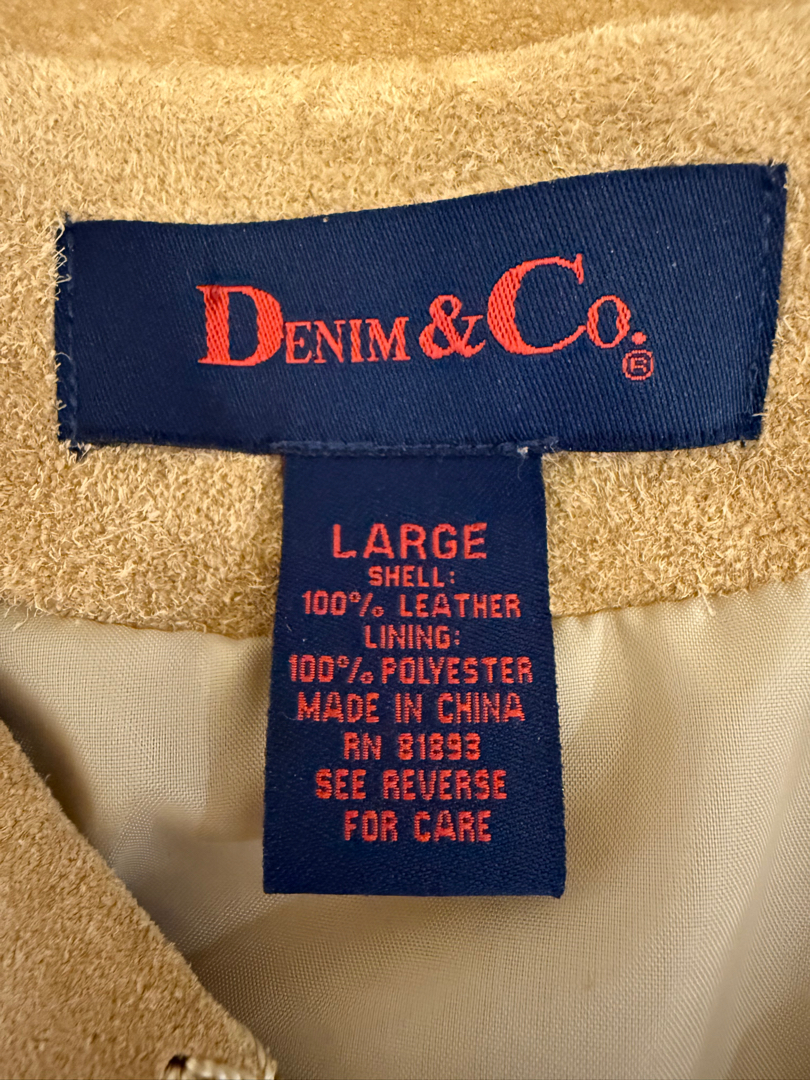 DENIM & CO.®
LARGE
SHELL:
100% LEATHER
LINING:
100% POLYESTER
MADE IN CHINA
RN 81893
SEE REVERSE
FOR CARE